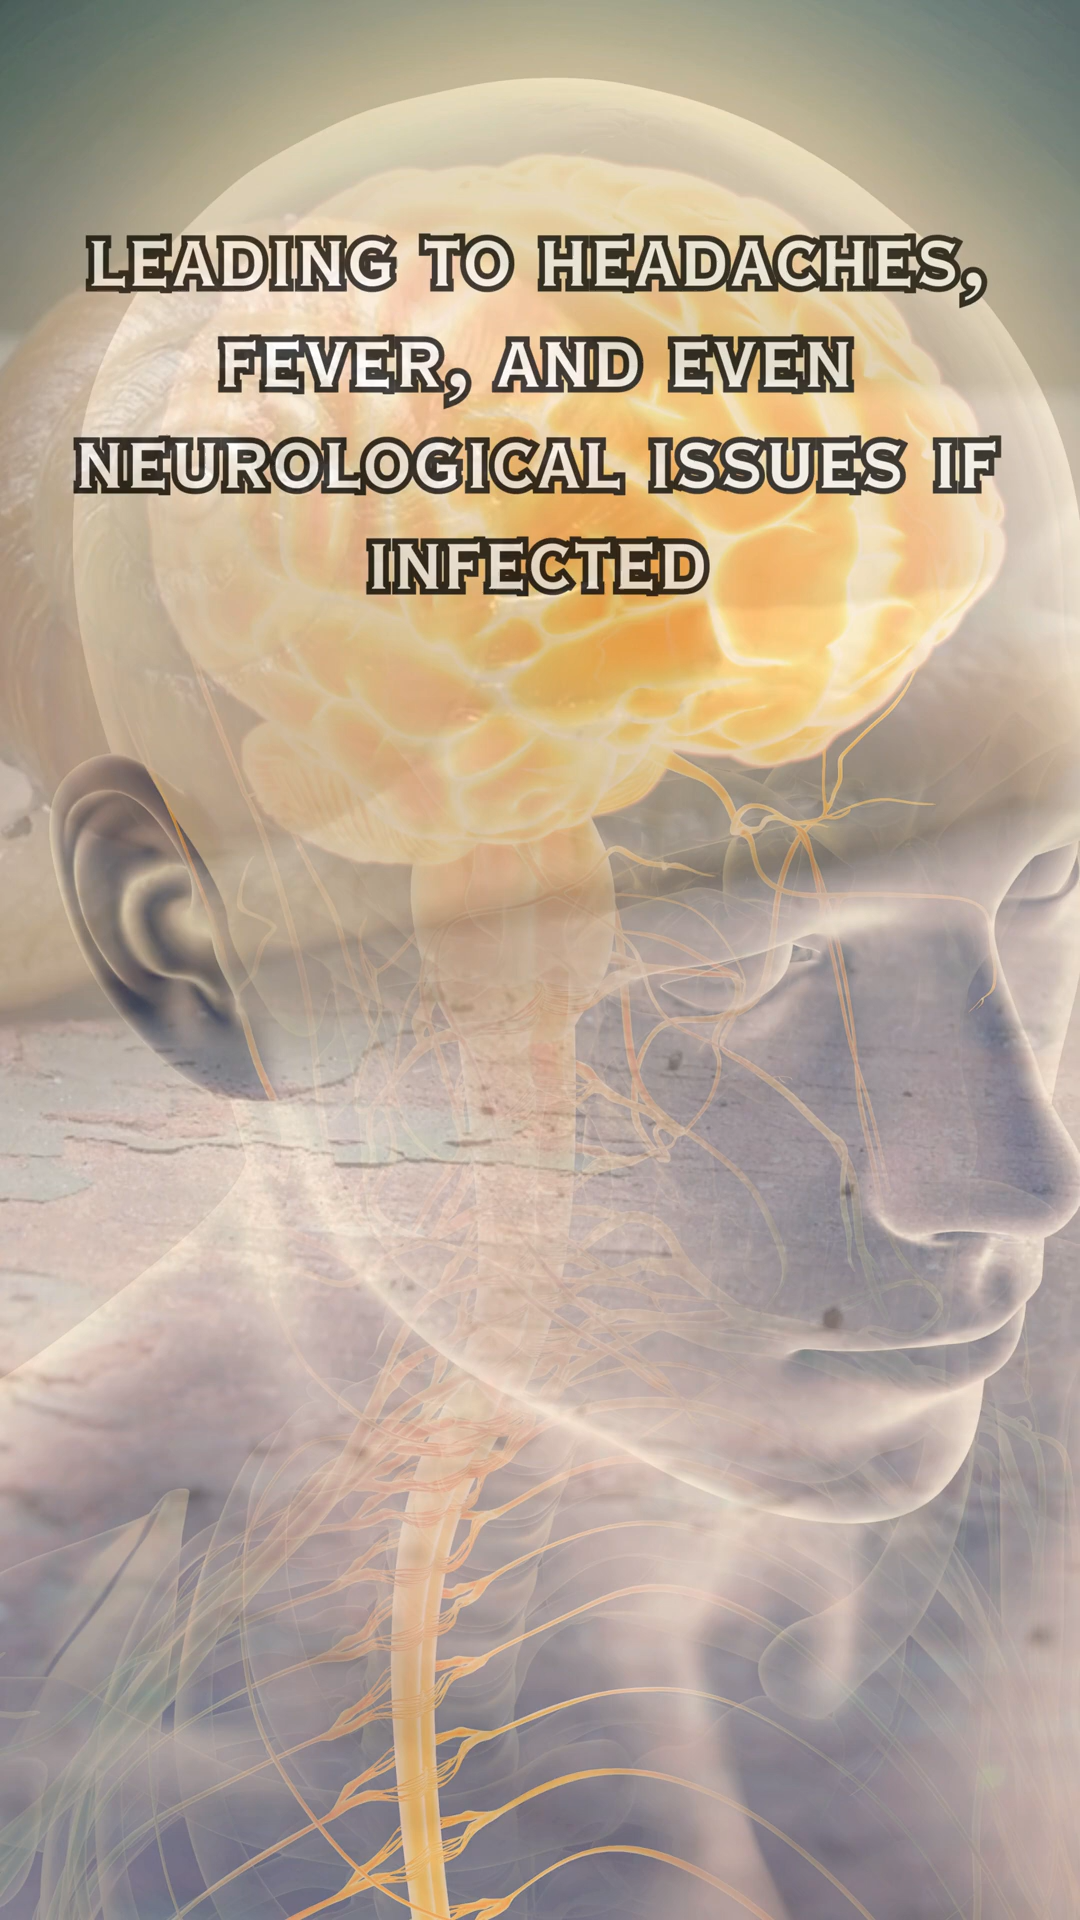 LEADING TO HEADACHES,
FEVER, AND EVEN
NEUROLOGICAL ISSUES IF
INFECTED